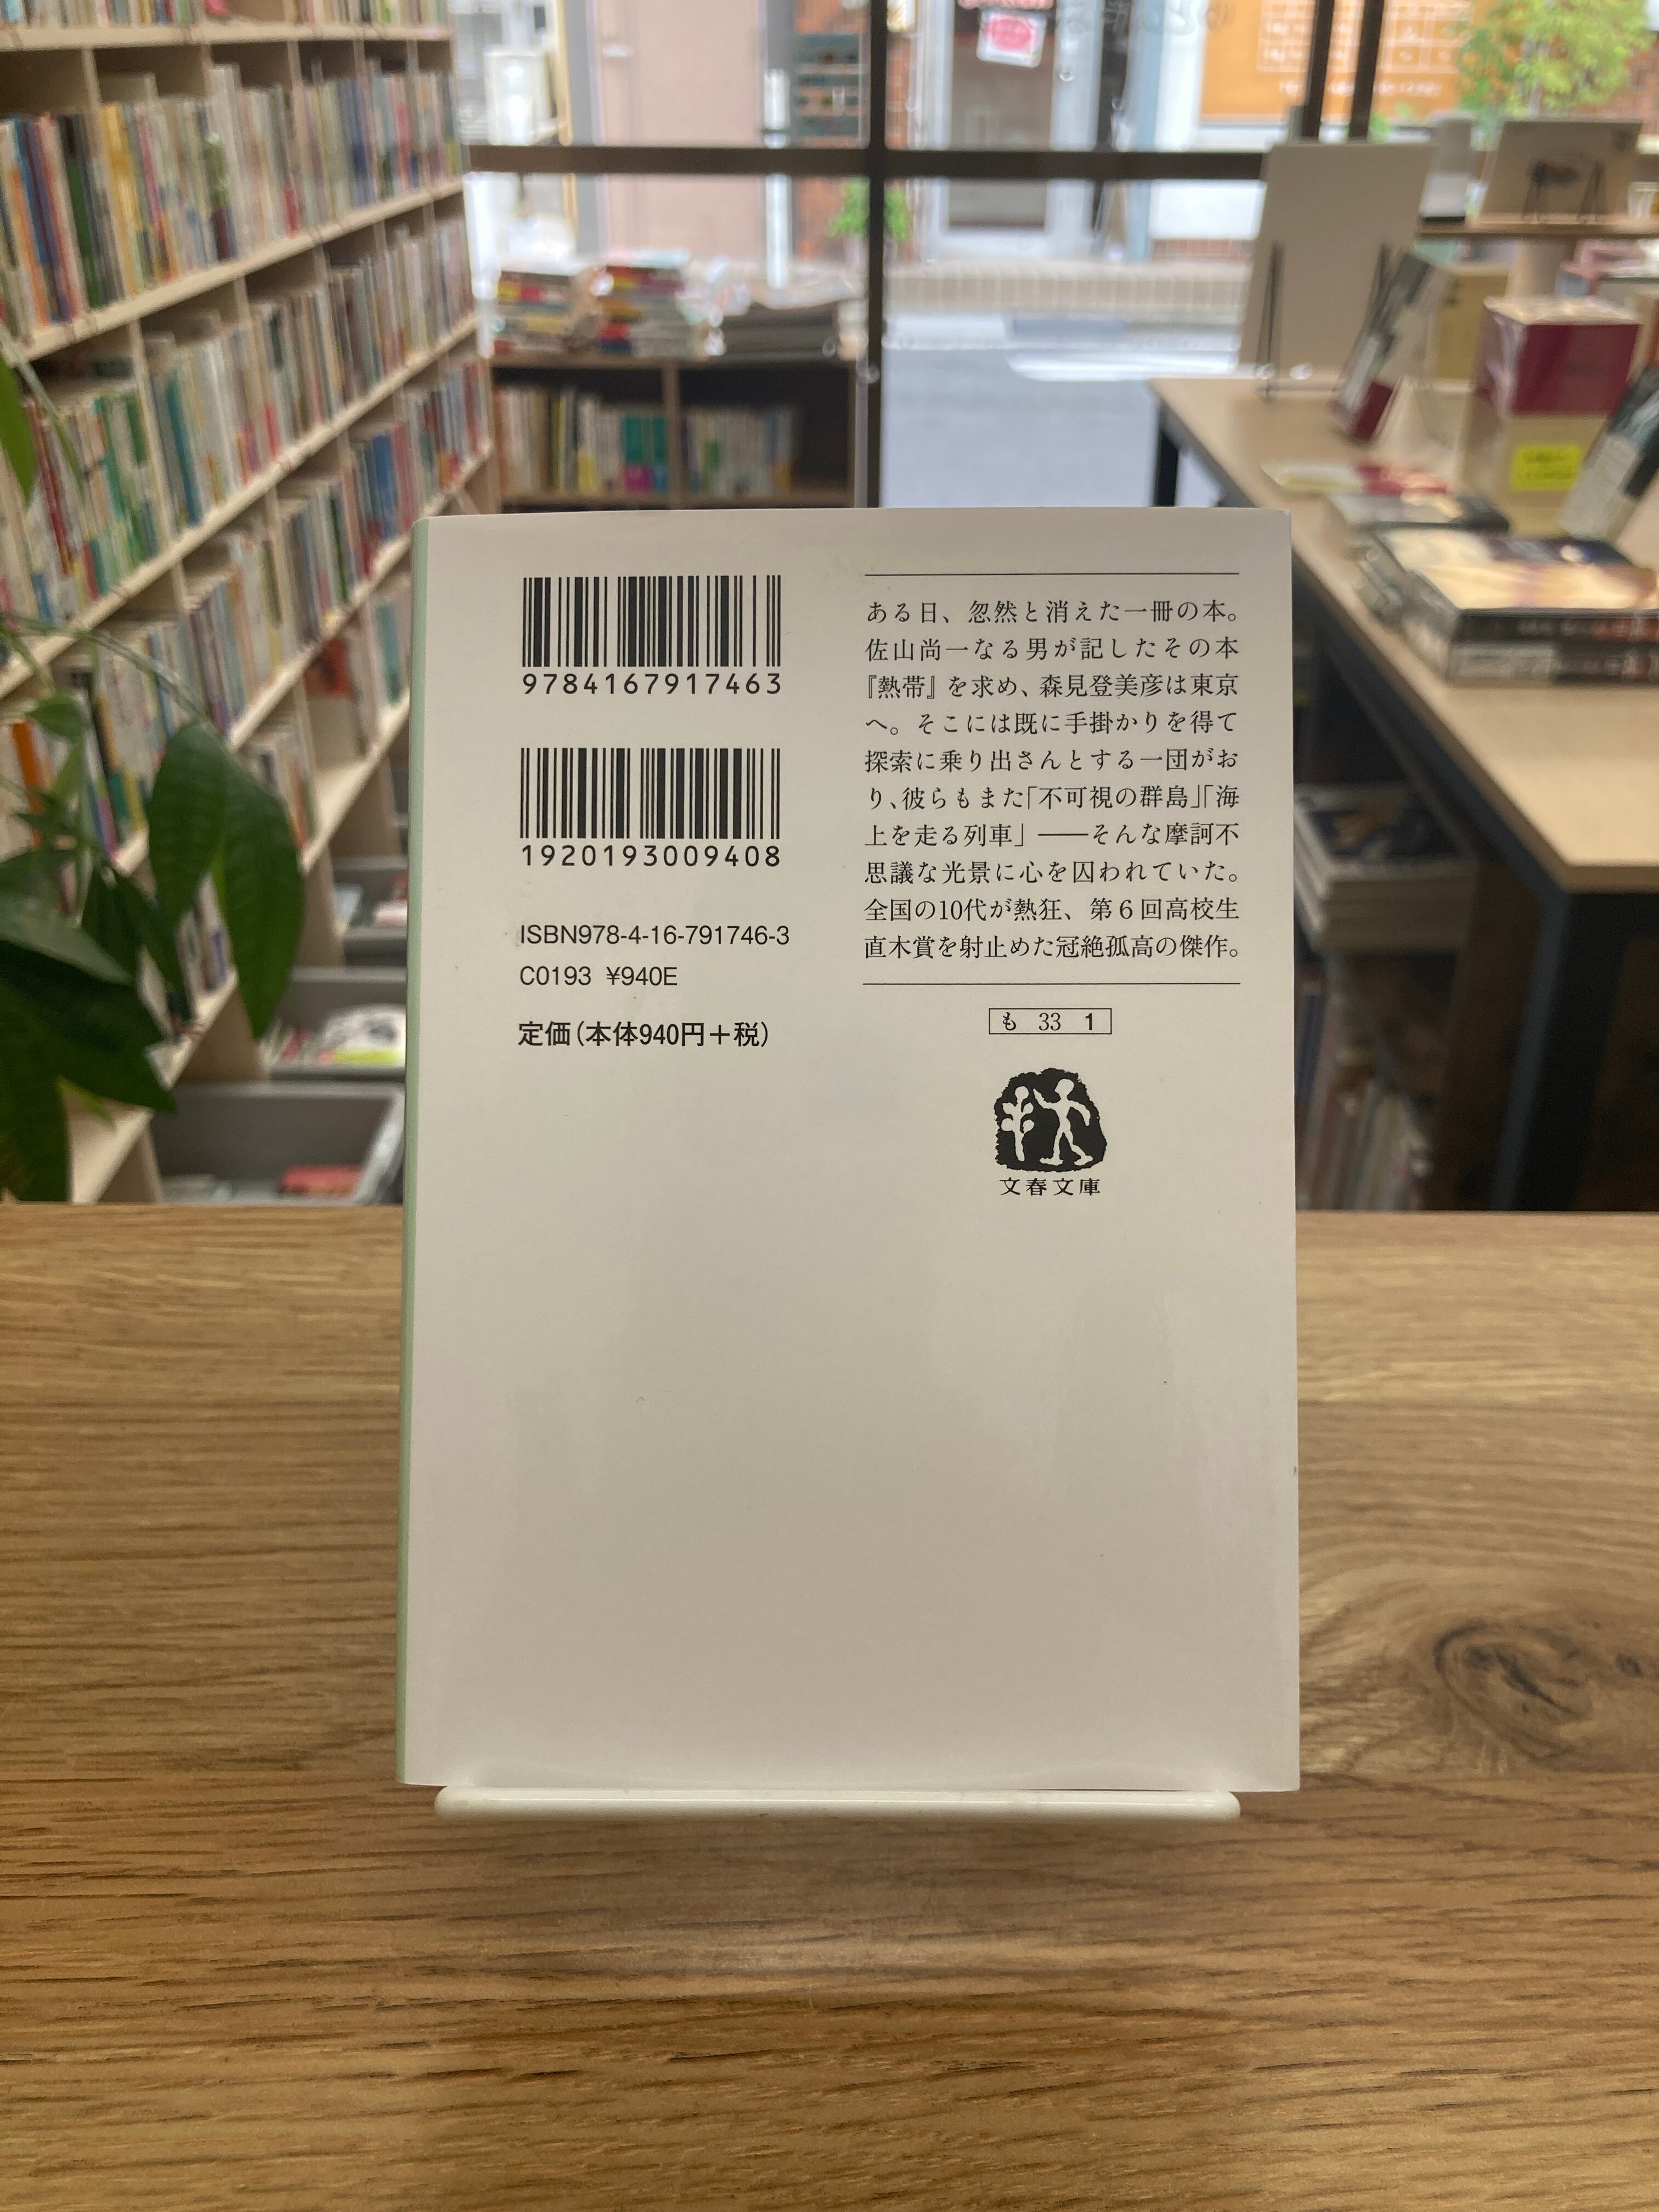 9784167917463
1920193009408
ISBN978-4-16-791746-3
C0193 ¥940E
定価(本体940円+税)
ある日、忽然と消えた一冊の本。
佐山尚一なる男が記したその本
『熱帯』を求め、森見登美彦は東京
へ。そこには既に手掛かりを得て
探索に乗り出さんとする一団がお
り、彼らもまた「不可視の群島」「海
上を走る列車」――そんな摩訶不
思議な光景に心を囚われていた。
全国の10代が熱狂、第6回高校生
直木賞を射止めた冠絶孤高の傑作。
も 33 1
文春文庫